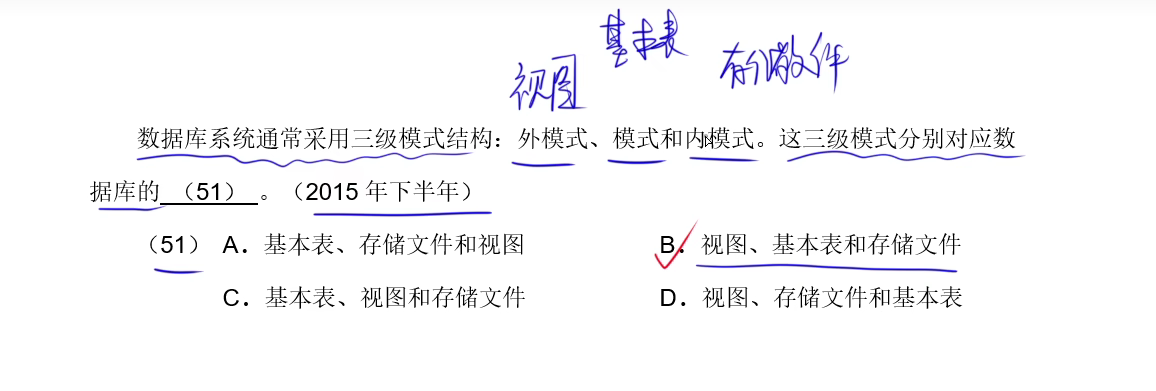 基本表
视图
文件
数据库系统通常采用三级模式结构：外模式、模式和内模式。这三级模式分别对应数
据库的 （51） 。（2015 年下半年）
（51） A．基本表、存储文件和视图 B．视图、基本表和存储文件
C．基本表、视图和存储文件 D．视图、存储文件和基本表